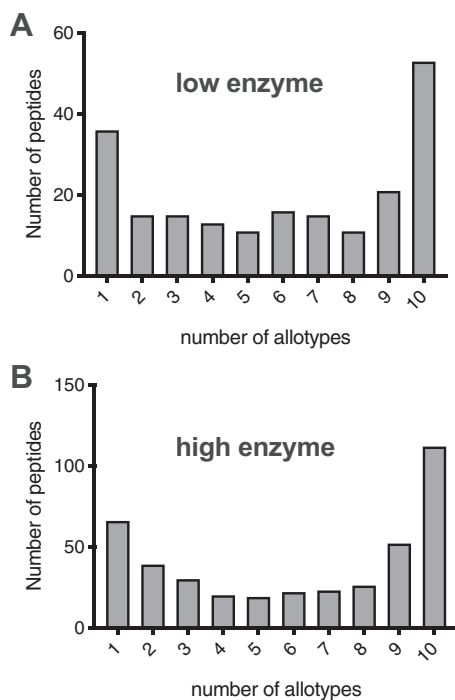 A
Number of peptides
60
40
20
0
low enzyme
1 2 3 4 5 6 7 8 9 10
number of allotypes
B
Number of peptides
150
100
50
0
high enzyme
1 2 3 4 5 6 7 8 9 10
number of allotypes